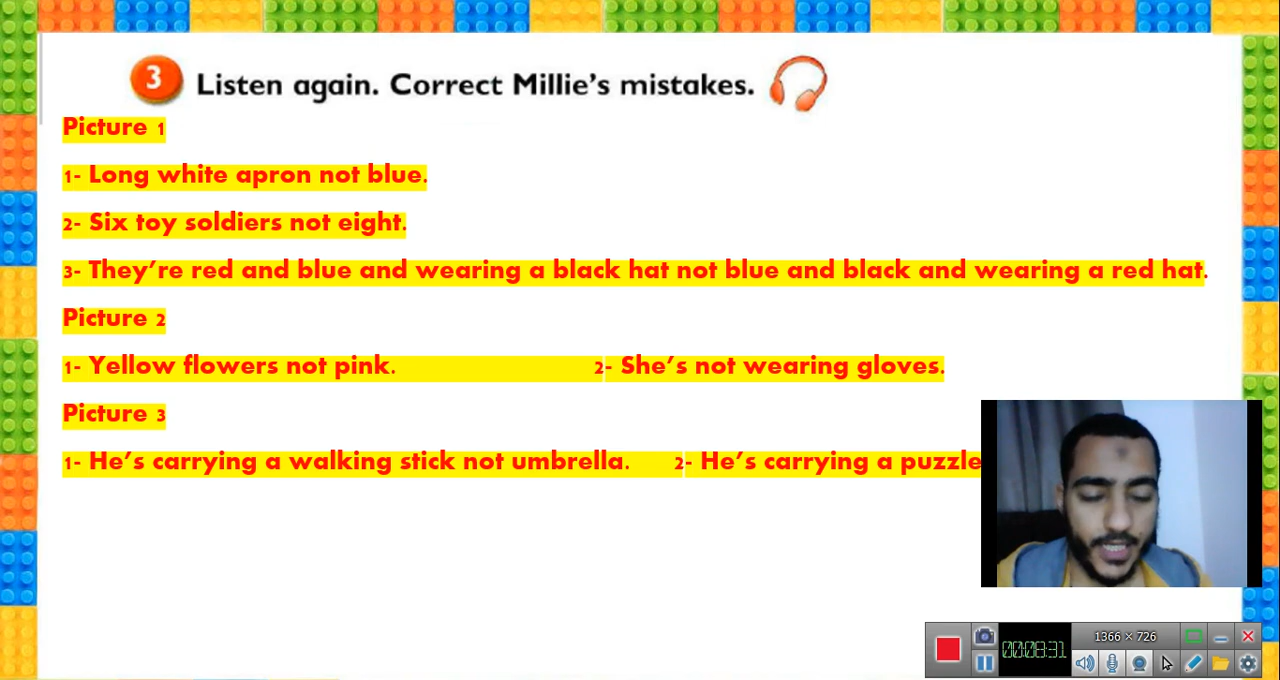 3 Listen again. Correct Millie's mistakes.
Picture 1
1- Long white apron not blue.
2- Six toy soldiers not eight.
3- They're red and blue and wearing a black hat not blue and black and wearing a red hat.
Picture 2
1- Yellow flowers not pink. 2- She's not wearing gloves.
Picture 3
1- He's carrying a walking stick not umbrella. 2- He's carrying a puzzle
1366 × 726
00:08:31